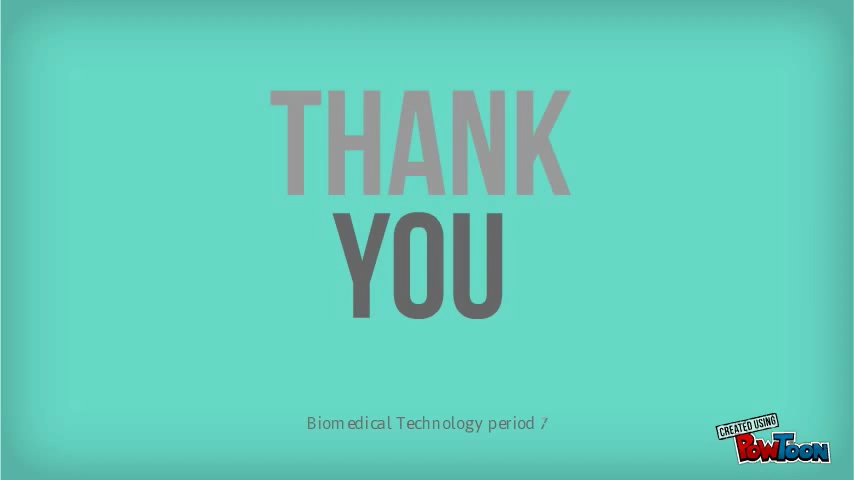 THANK
YOU
Biomedical Technology period 7
CREATED USING
PowToon